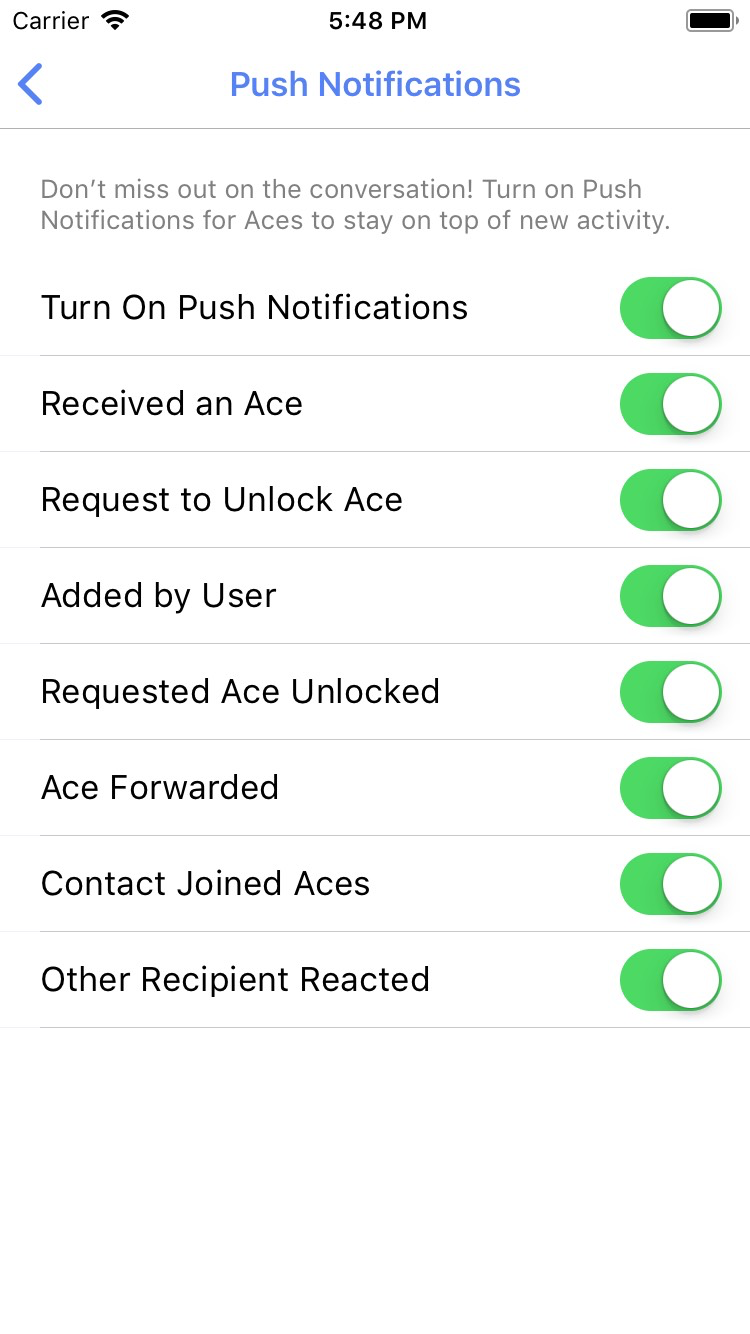 Carrier 5:48 PM
Push Notifications
Don’t miss out on the conversation! Turn on Push
Notifications for Aces to stay on top of new activity.
Turn On Push Notifications
Received an Ace
Request to Unlock Ace
Added by User
Requested Ace Unlocked
Ace Forwarded
Contact Joined Aces
Other Recipient Reacted